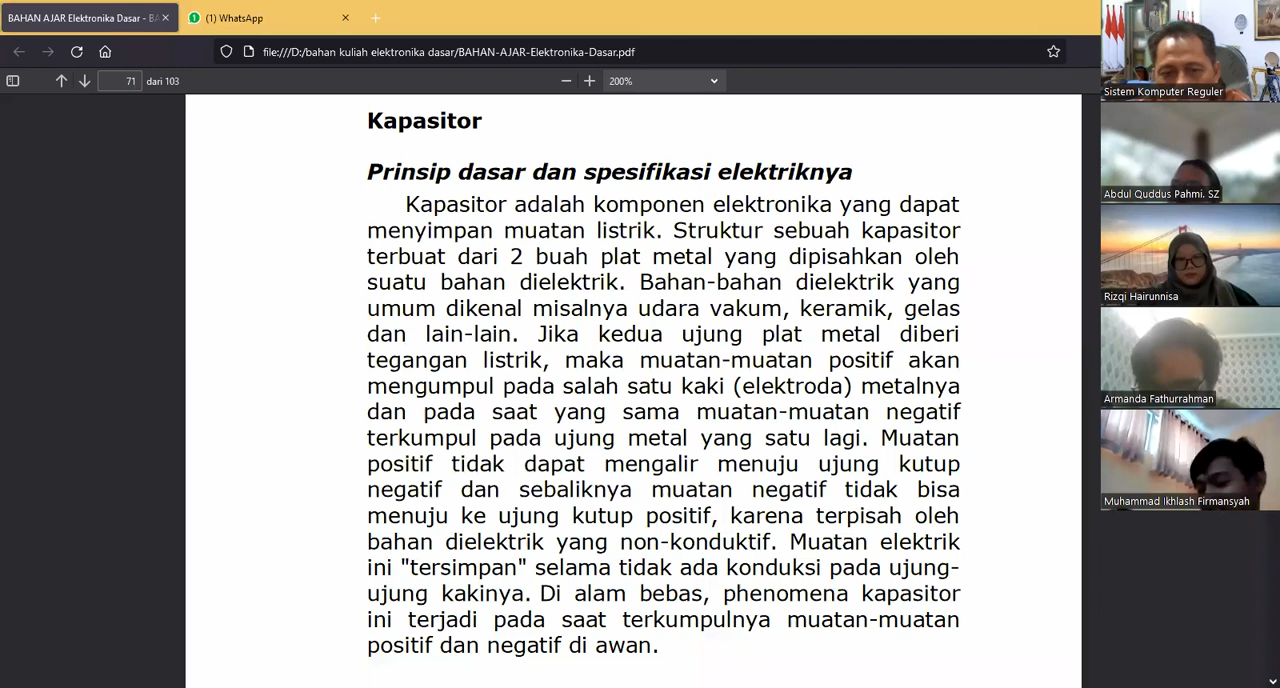 BAHAN AJAR Elektronika Dasar - BA
(1) WhatsApp
file:///D:/bahan kuliah elektronika dasar/BAHAN-AJAR-Elektronika-Dasar.pdf
71 dari 103
200%
Kapasitor
Prinsip dasar dan spesifikasi elektriknya
Kapasitor adalah komponen elektronika yang dapat
menyimpan muatan listrik. Struktur sebuah kapasitor
terbuat dari 2 buah plat metal yang dipisahkan oleh
suatu bahan dielektrik. Bahan-bahan dielektrik yang
umum dikenal misalnya udara vakum, keramik, gelas
dan lain-lain. Jika kedua ujung plat metal diberi
tegangan listrik, maka muatan-muatan positif akan
mengumpul pada salah satu kaki (elektroda) metalnya
dan pada saat yang sama muatan-muatan negatif
terkumpul pada ujung metal yang satu lagi. Muatan
positif tidak dapat mengalir menuju ujung kutup
negatif dan sebaliknya muatan negatif tidak bisa
menuju ke ujung kutup positif, karena terpisah oleh
bahan dielektrik yang non-konduktif. Muatan elektrik
ini "tersimpan" selama tidak ada konduksi pada ujung-
ujung kakinya. Di alam bebas, phenomena kapasitor
ini terjadi pada saat terkumpulnya muatan-muatan
positif dan negatif di awan.
Sistem Komputer Reguler
Abdul Quddus Pahmi. SZ
Rizqi Hairunnisa
Armanda Fathurrahman
Muhammad Ikhlash Firmansyah